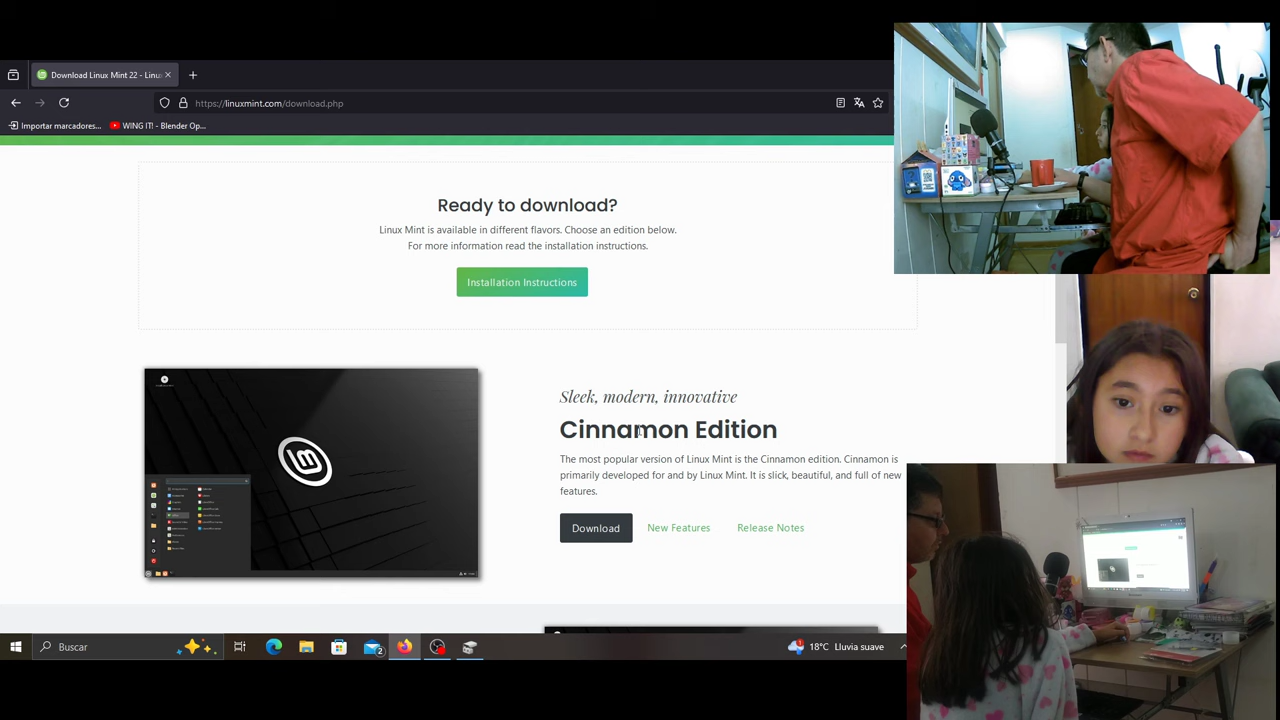 Download Linux Mint 22 - Linu
https://linuxmint.com/download.php
Importar marcadores...
WING IT! - Blender Op...
Ready to download?
Linux Mint is available in different flavors. Choose an edition below.
For more information read the installation instructions.
Installation Instructions
Sleek, modern, innovative
Cinnamon Edition
The most popular version of Linux Mint is the Cinnamon edition. Cinnamon is
primarily developed for and by Linux Mint. It is slick, beautiful, and full of new
features.
Download
New Features
Release Notes
Buscar
2
1
18°C Lluvia suave